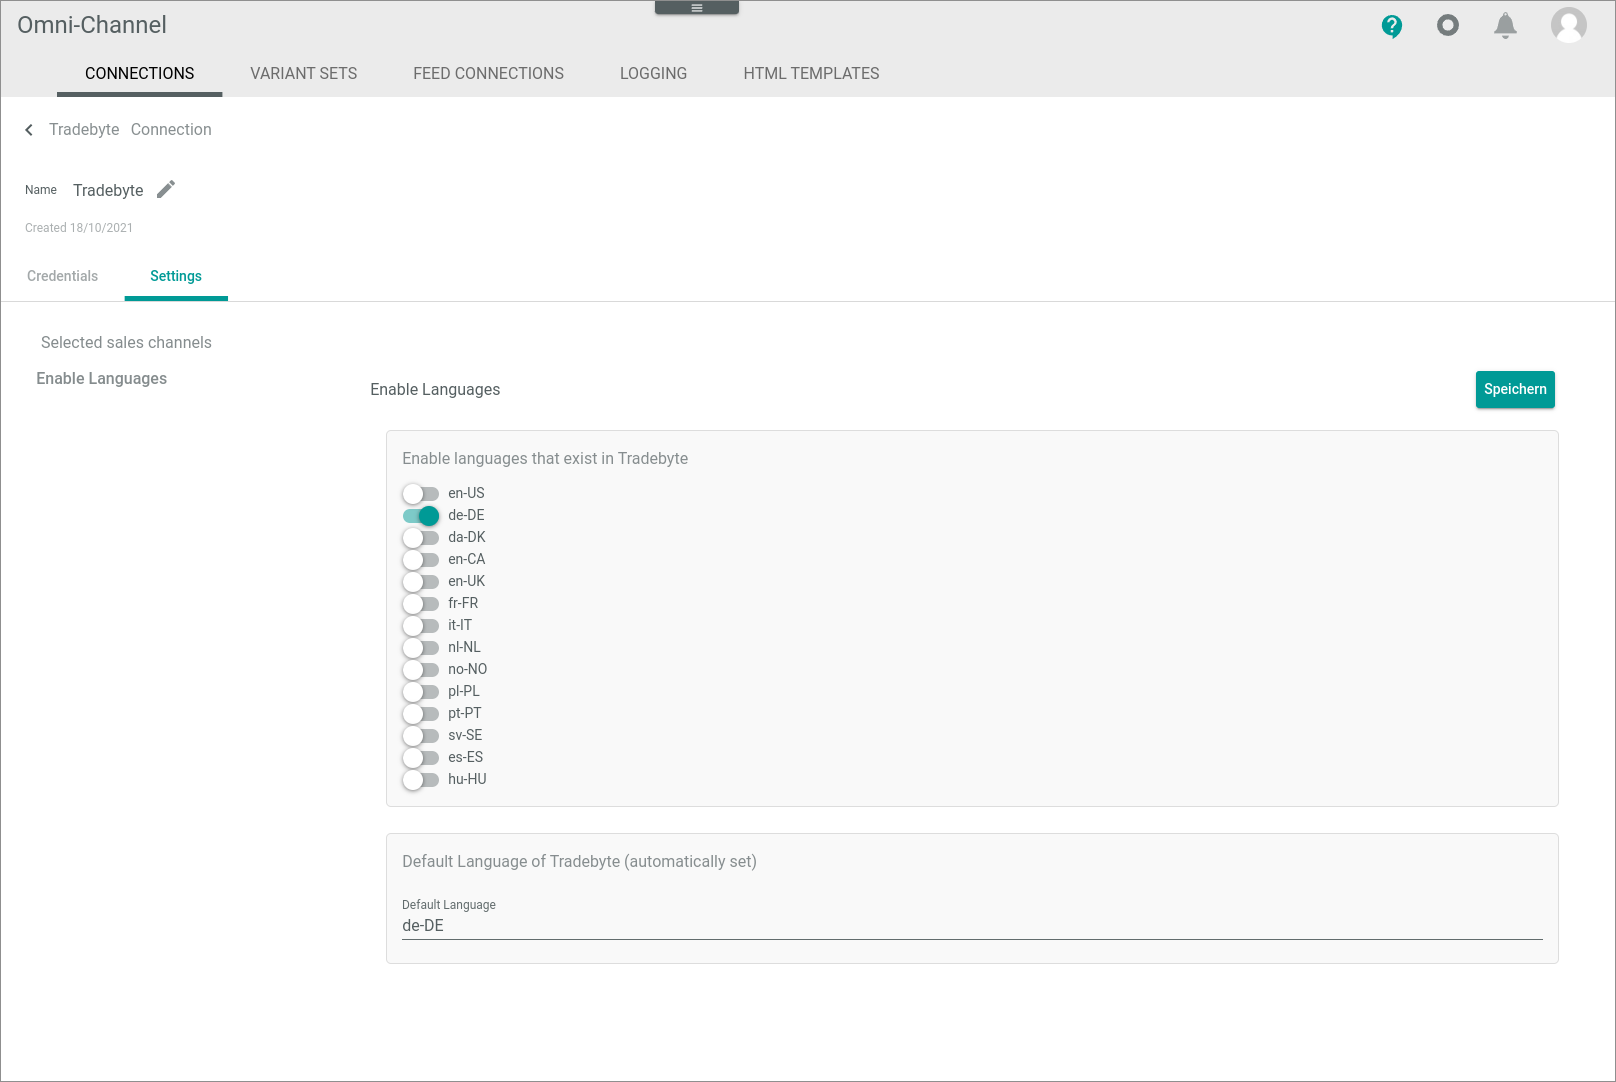 Omni-Channel
CONNECTIONS VARIANT SETS FEED CONNECTIONS LOGGING HTML TEMPLATES
Tradebyte Connection
Name Tradebyte
Created 18/10/2021
Credentials Settings
Selected sales channels
Enable Languages
Enable Languages Speichern
Enable languages that exist in Tradebyte
en-US
de-DE
da-DK
en-CA
en-UK
fr-FR
it-IT
nl-NL
no-NO
pl-PL
pt-PT
sv-SE
es-ES
hu-HU
Default Language of Tradebyte (automatically set)
Default Language
de-DE